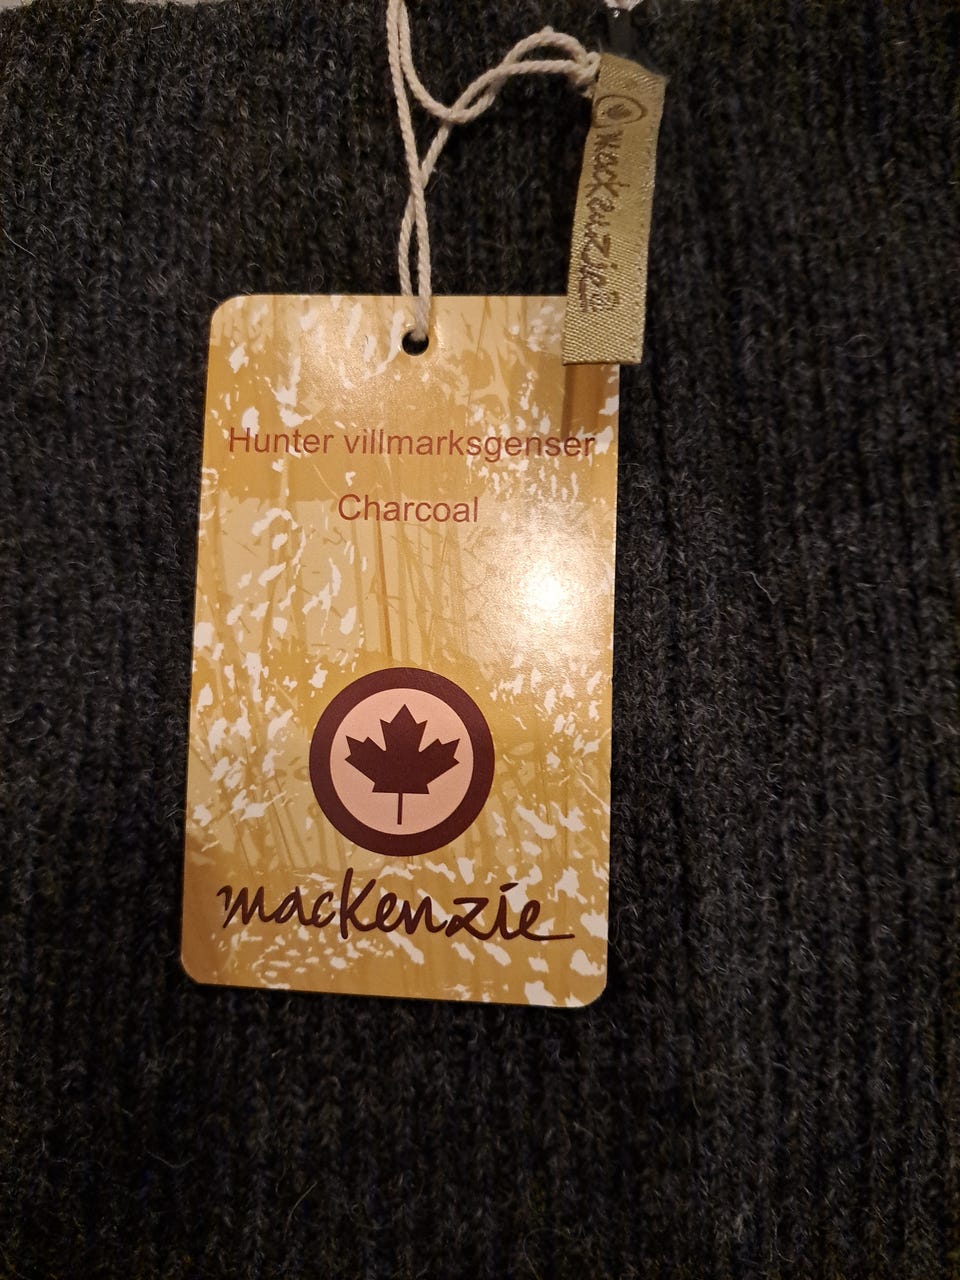 mackenzie
Hunter villmarksgenser
Charcoal
mackenzie